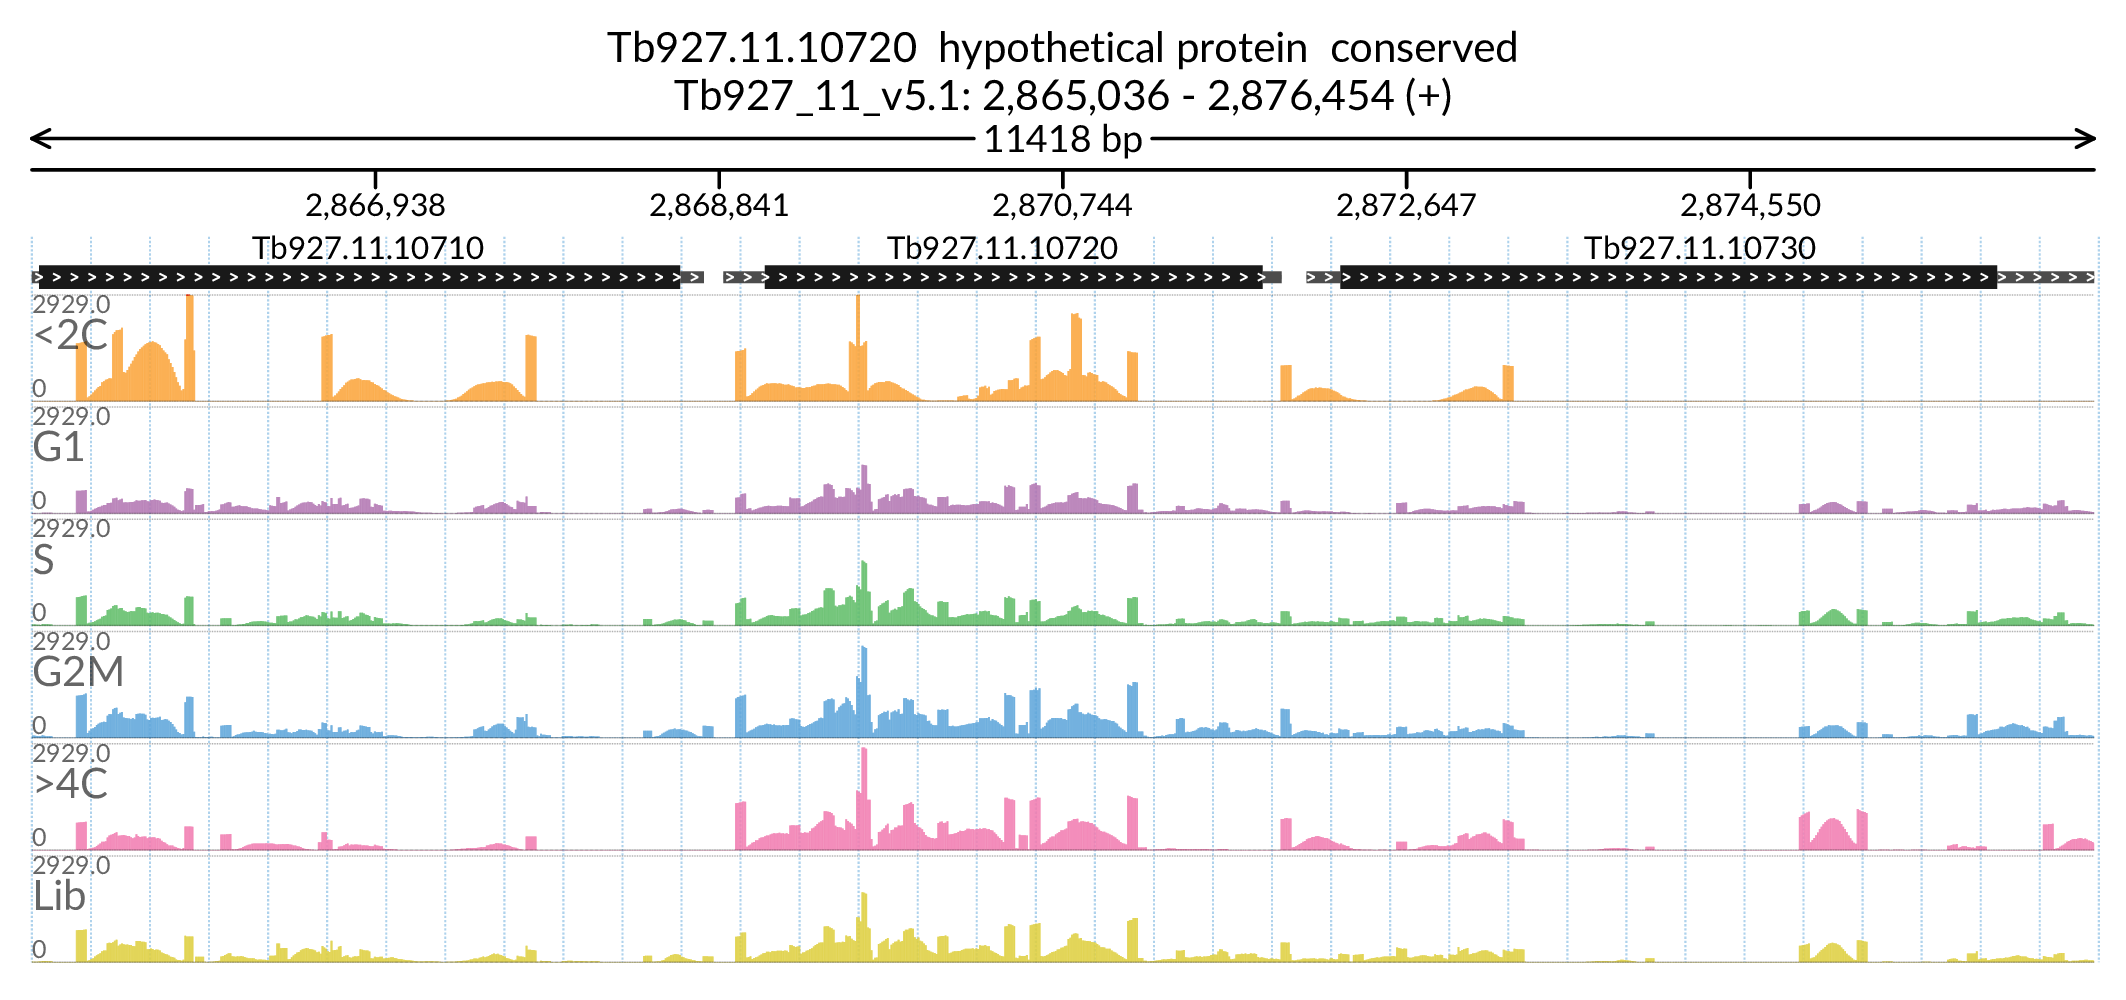 Tb927.11.10720  hypothetical protein  conserved
Tb927_11_v5.1: 2,865,036 - 2,876,454 (+)
11418 bp
2,866,938 2,868,841 2,870,744 2,872,647 2,874,550
Tb927.11.10710 Tb927.11.10720 Tb927.11.10730
2929.0
<2C
0
2929.0
G1
0
2929.0
S
0
2929.0
G2M
0
2929.0
>4C
0
2929.0
Lib
0